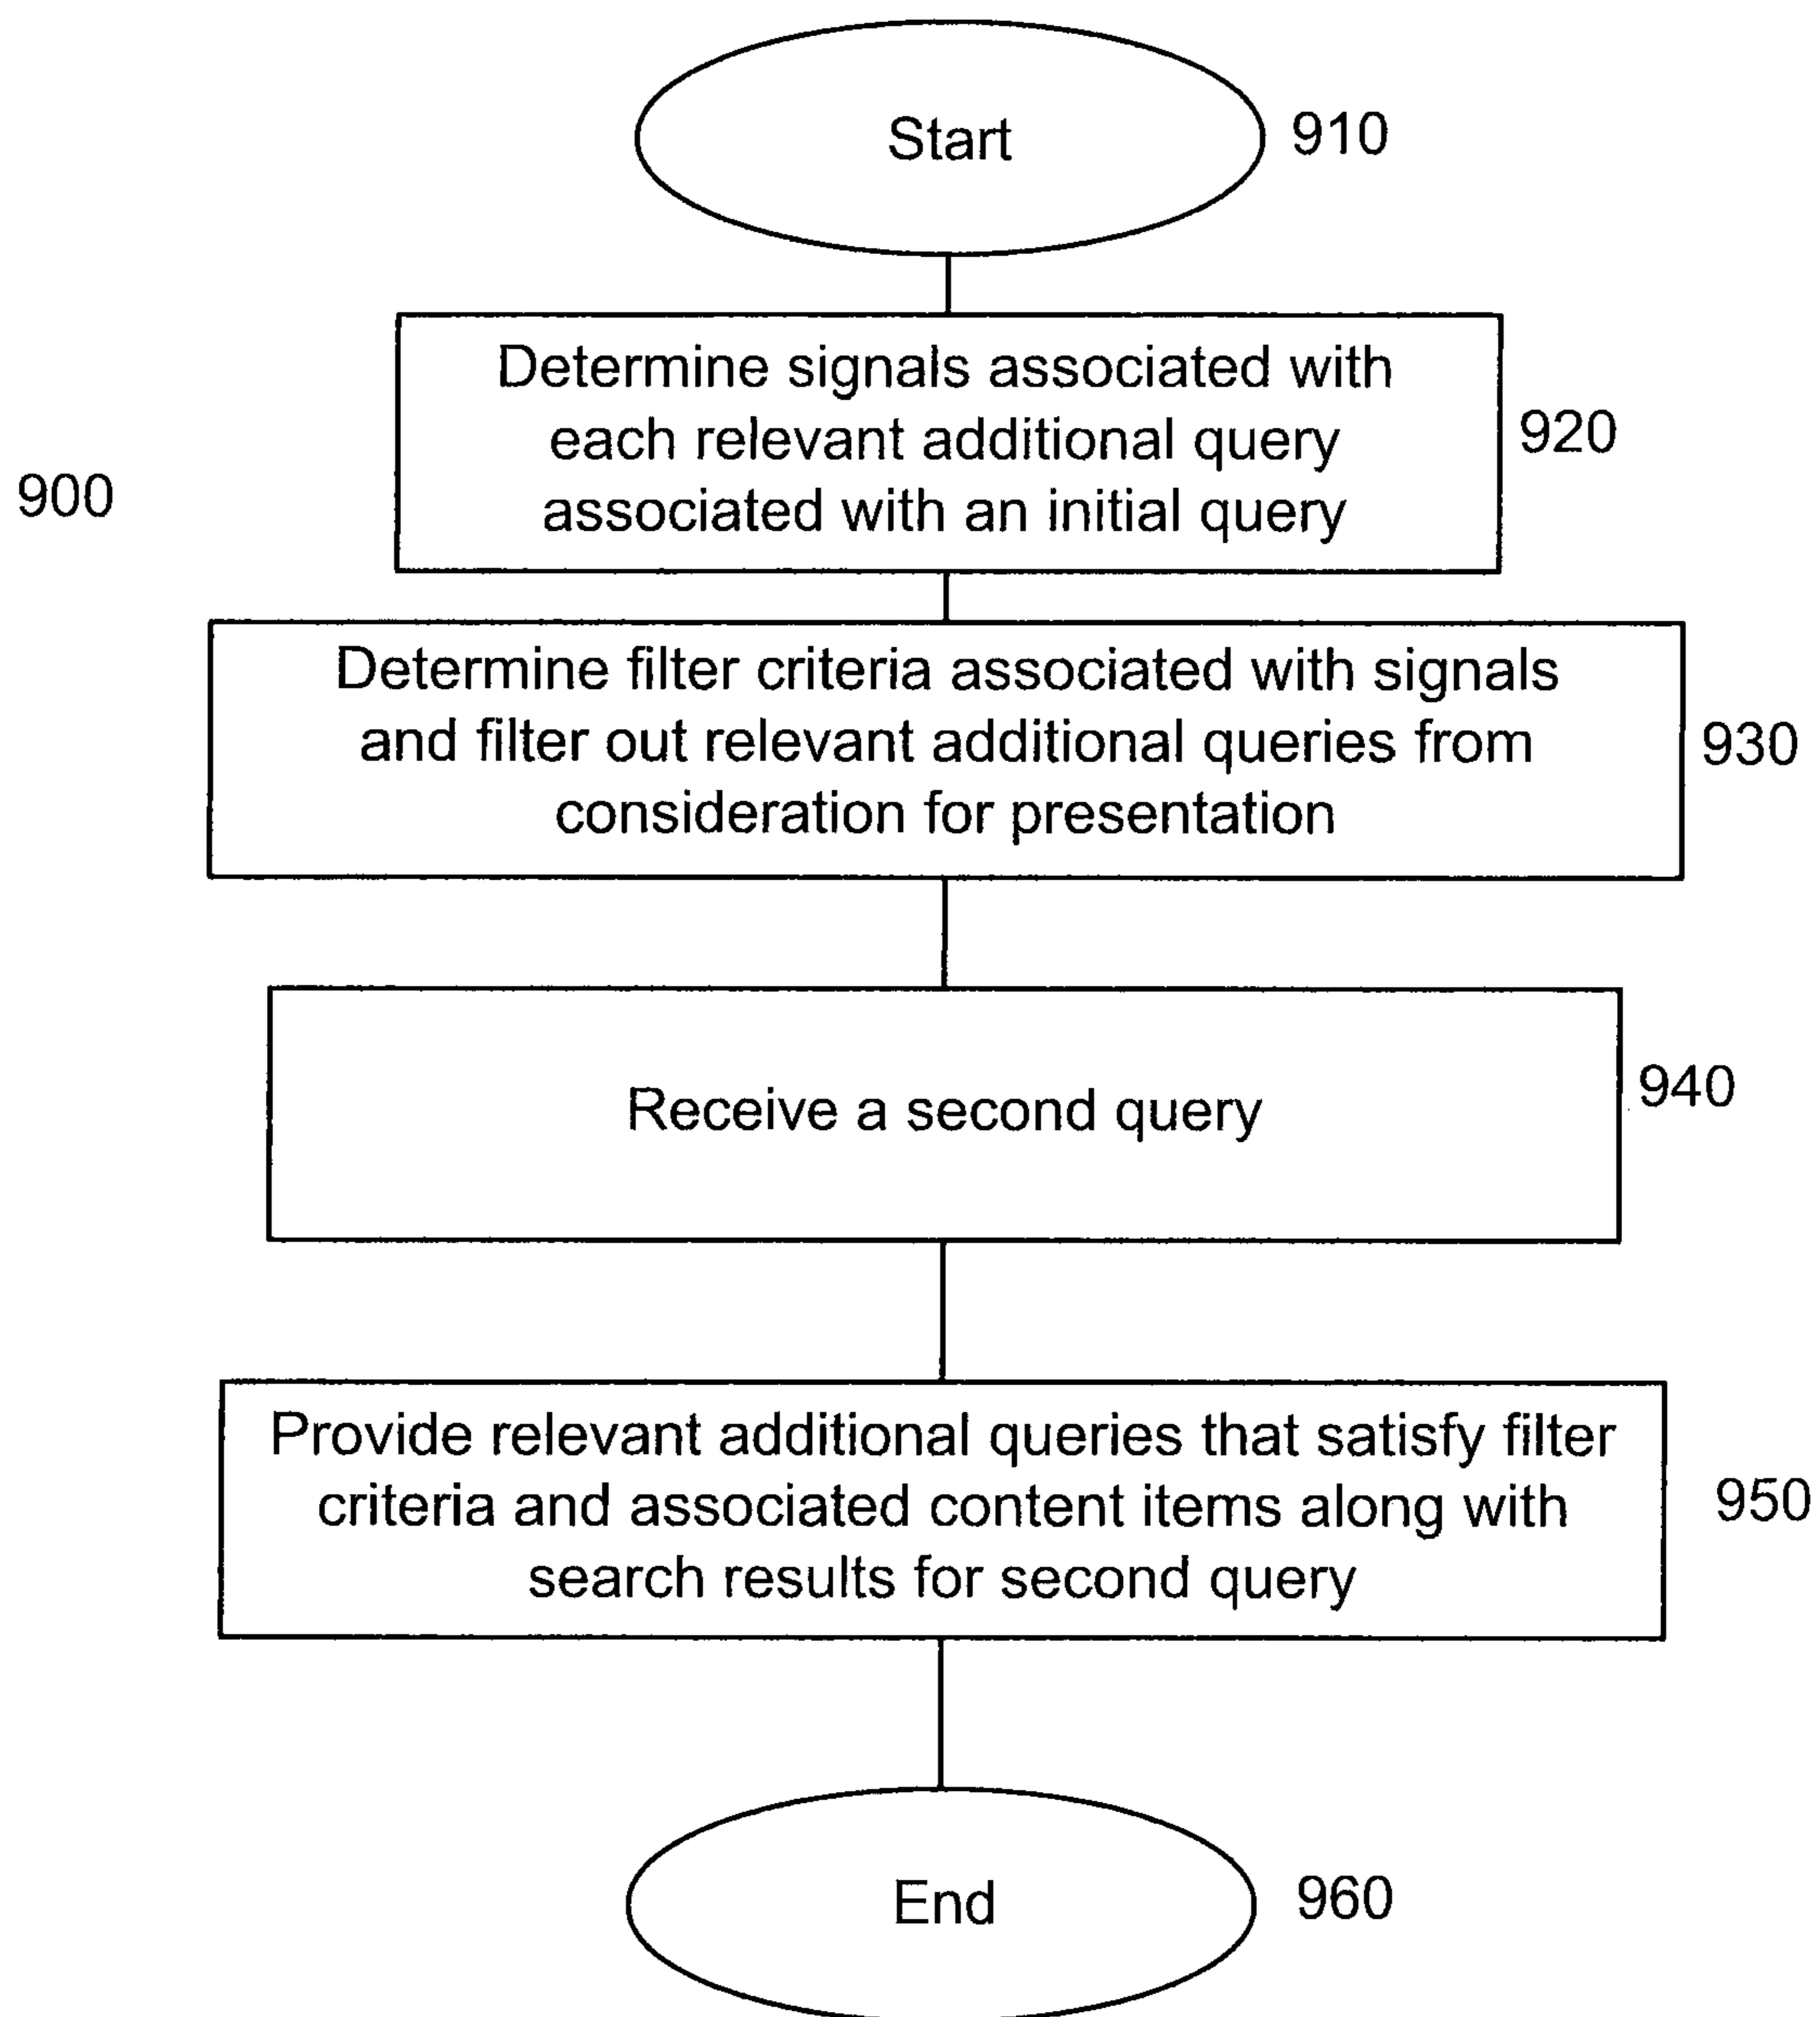 Start
910
Determine signals associated with
each relevant additional query
associated with an initial query
920
900
Determine filter criteria associated with signals
and filter out relevant additional queries from
consideration for presentation
930
Receive a second query
940
Provide relevant additional queries that satisfy filter
criteria and associated content items along with
search results for second query
950
End
960